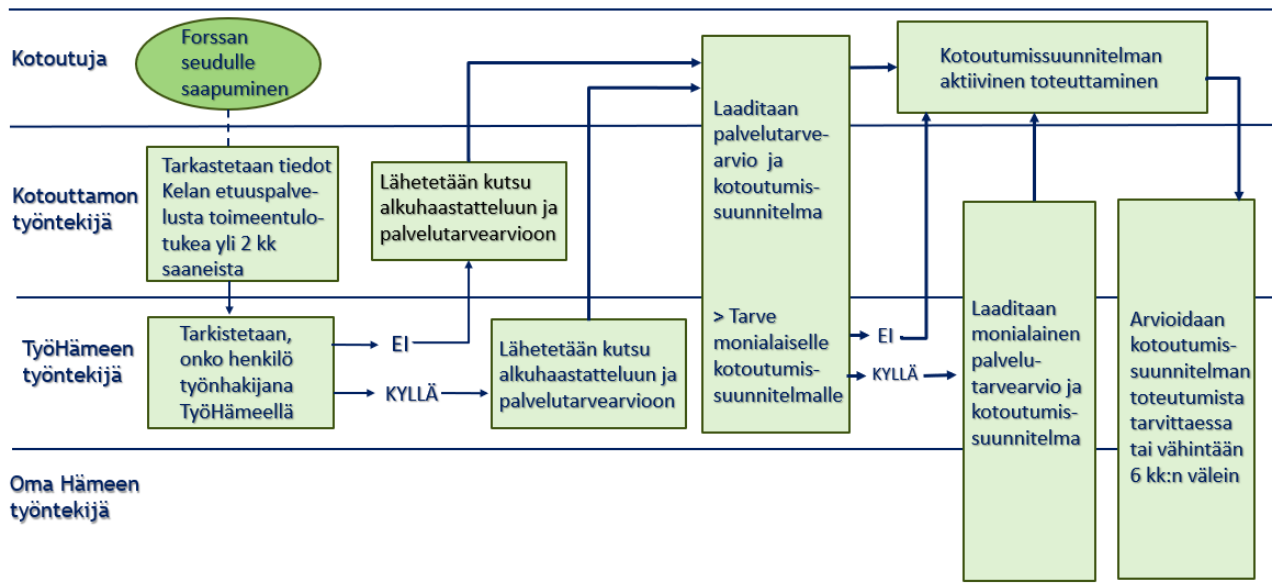 Kotoutuja
Forssan
seudulle
saapuminen
Kotouttamon
työntekijä
Tarkastetaan tiedot
Kelan etuuspalve-
lusta toimeentulo-
tukea yli 2 kk
saaneista
Lähetetään kutsu
alkuhaastatteluun ja
palvelutarvearvioon
TyöHämeen
työntekijä
Tarkistetaan,
onko henkilö
työnhakijana
TyöHämeellä
EI
KYLLÄ
Lähetetään kutsu
alkuhaastatteluun ja
palvelutarvearvioon
Laaditaan
palvelutarve-
arvio ja
kotoutumis-
suunnitelma
> Tarve
monialaiselle
kotoutumis-
suunnitelmalle
EI
KYLLÄ
Kotoutumissuunnitelman
aktiivinen toteuttaminen
Laaditaan
monialainen
palvelu-
tarvearvio ja
kotoutumis-
suunnitelma
Arvioidaan
kotoutumis-
suunnitelman
toteutumista
tarvittaessa
tai vähintään
6 kk:n välein
Oma Hämeen
työntekijä